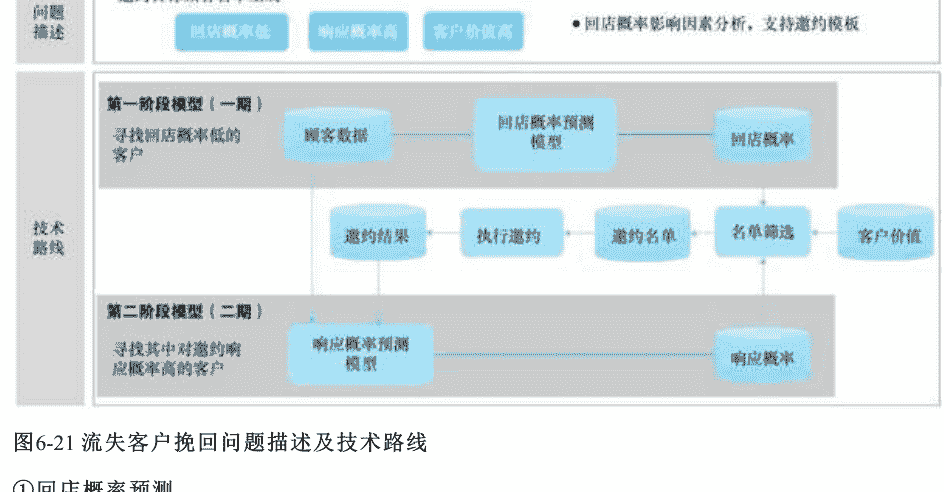 问题
描述
回店概率低
响应概率高
客户价值高
●回店概率影响因素分析，支持邀约模板
技术
路线
第一阶段模型（一期）
寻找回店概率低的
客户
顾客数据
回店概率预测
模型
回店概率
邀约结果
执行邀约
邀约名单
名单筛选
客户价值
第二阶段模型（二期）
寻找其中对邀约响
应概率高的客户
响应概率预测
模型
响应概率
图6-21 流失客户挽回问题描述及技术路线
①回店概率预测